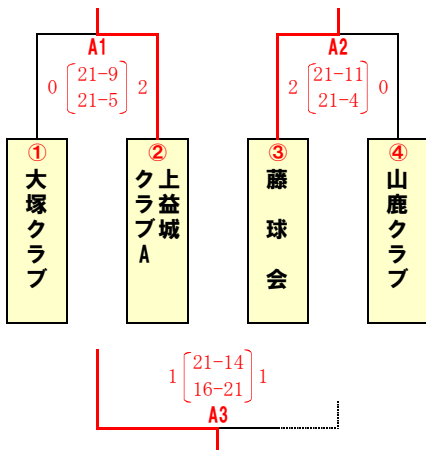 A1
A2
0 21-9 2
21-5
2 21-11 0
21-4
①
大塚クラブ
②
上益城
クラブA
③
藤球会
④
山鹿クラブ
1 21-14 1
16-21
A3